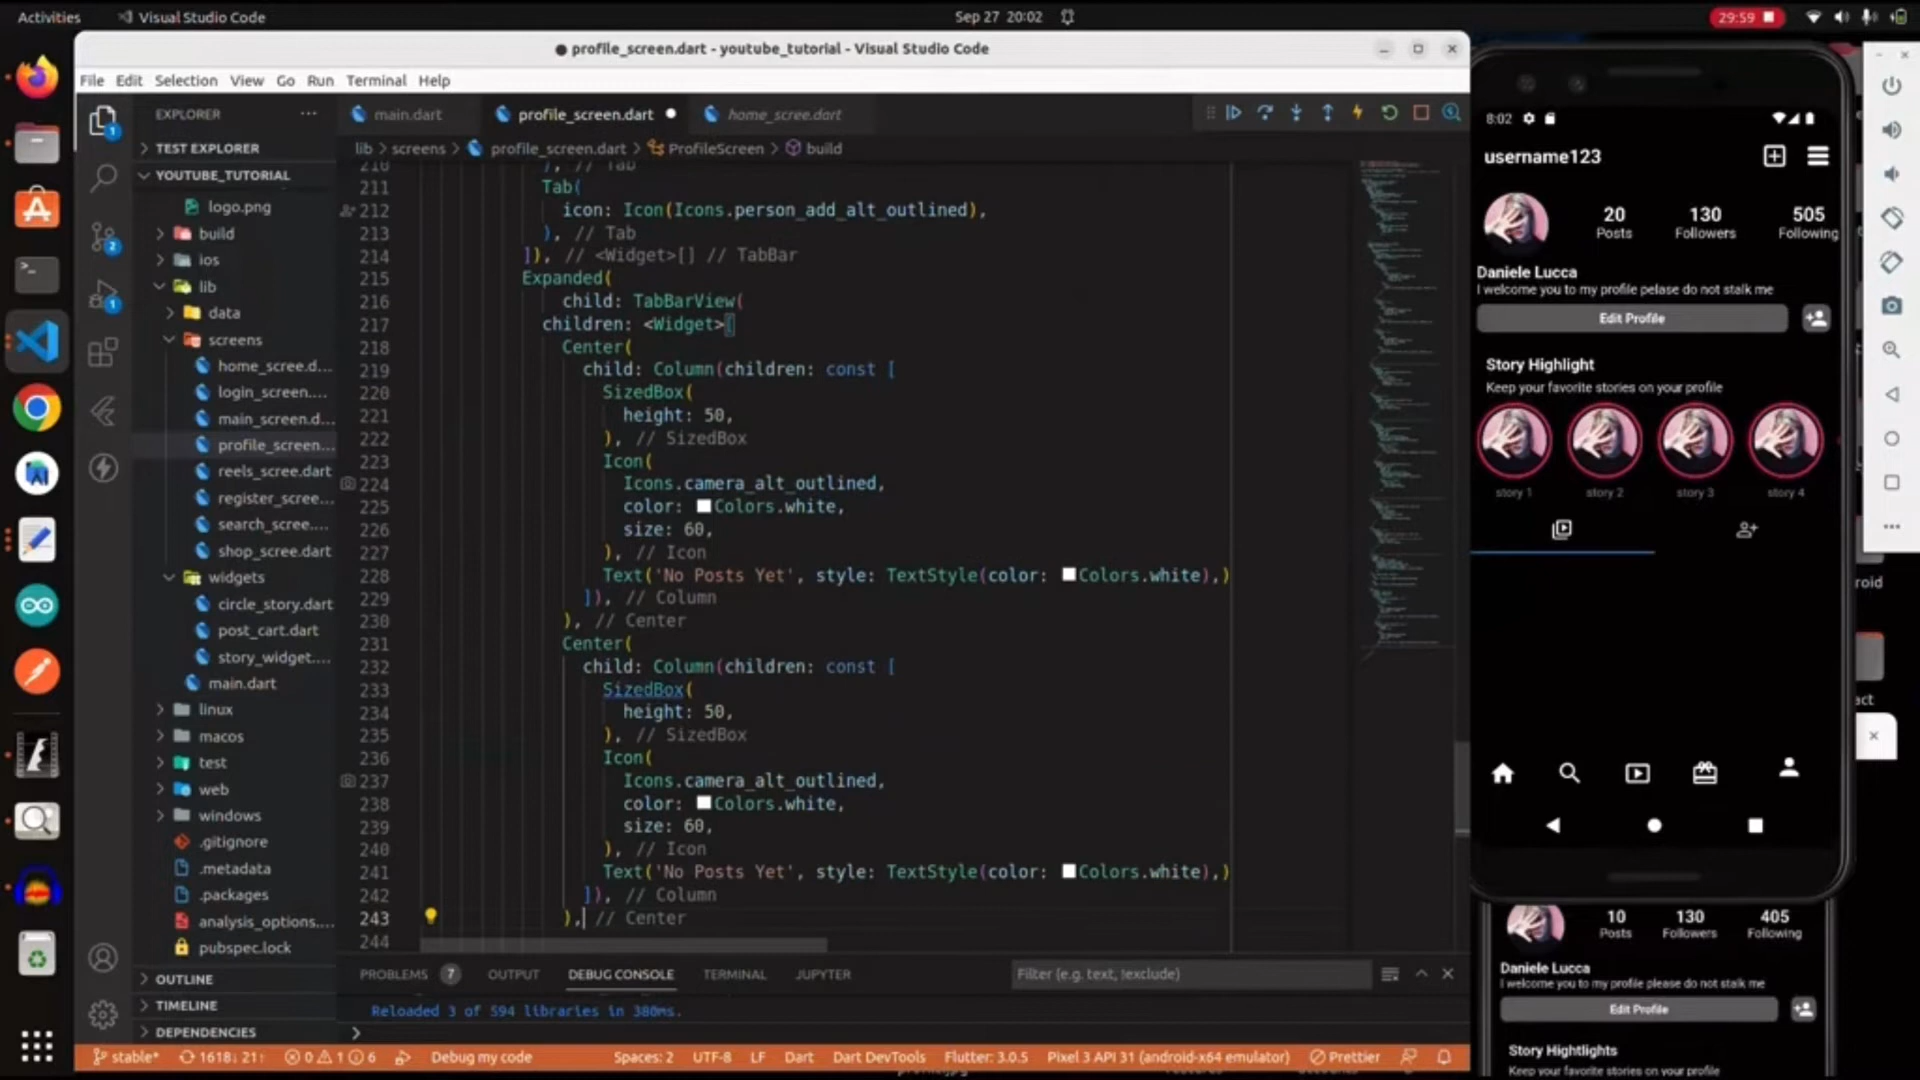 Activities
Visual Studio Code
Sep 27 20:02
29:59
profile_screen.dart - youtube_tutorial - Visual Studio Code
File Edit Selection View Go Run Terminal Help
EXPLORER
main.dart
profile_screen.dart
home_scree.dart
TEST EXPLORER
lib > screens > profile_screen.dart > ProfileScreen > build
YOUTUBE_TUTORIAL
logo.png
build
ios
lib
data
screens
home_scree.d...
login_screen....
main_screen.d...
profile_screen...
reels_scree.dart
register_scree...
search_scree....
shop_scree.dart
widgets
circle_story.dart
post_cart.dart
story_widget....
main.dart
linux
macos
test
web
windows
.gitignore
.metadata
.packages
analysis_options....
pubspec.lock
OUTLINE
TIMELINE
DEPENDENCIES
210 ), // Tab
211 Tab(
212 icon: Icon(Icons.person_add_alt_outlined),
213 ), // Tab
214 ]), // <Widget>[] // TabBar
215 Expanded(
216 child: TabBarView(
217 children: <Widget>[
218 Center(
219 child: Column(children: const [
220 SizedBox(
221 height: 50,
222 ), // SizedBox
223 Icon(
224 Icons.camera_alt_outlined,
225 color: Colors.white,
226 size: 60,
227 ), // Icon
228 Text('No Posts Yet', style: TextStyle(color: Colors.white),)
229 ]), // Column
230 ), // Center
231 Center(
232 child: Column(children: const [
233 SizedBox(
234 height: 50,
235 ), // SizedBox
236 Icon(
237 Icons.camera_alt_outlined,
238 color: Colors.white,
239 size: 60,
240 ), // Icon
241 Text('No Posts Yet', style: TextStyle(color: Colors.white),)
242 ]), // Column
243 ), // Center
244
PROBLEMS 7 OUTPUT DEBUG CONSOLE TERMINAL JUPYTER
Filter (e.g. text, !exclude)
Reloaded 3 of 594 libraries in 380ms.
stable* 1618↓ 21↑ 0 1 6 Debug my code Spaces: 2 UTF-8 LF Dart Dart DevTools Flutter: 3.0.5 Pixel 3 API 31 (android-x64 emulator) Prettier
8:02
username123
20 130 505
Posts Followers Following
Daniele Lucca
I welcome you to my profile pelase do not stalk me
Edit Profile
Story Highlight
Keep your favorite stories on your profile
story 1 story 2 story 3 story 4
10 130 405
Posts Followers Following
Daniele Lucca
I welcome you to my profile please do not stalk me
Edit Profile
Story Hightlights
Keep your favorite stories on your profile